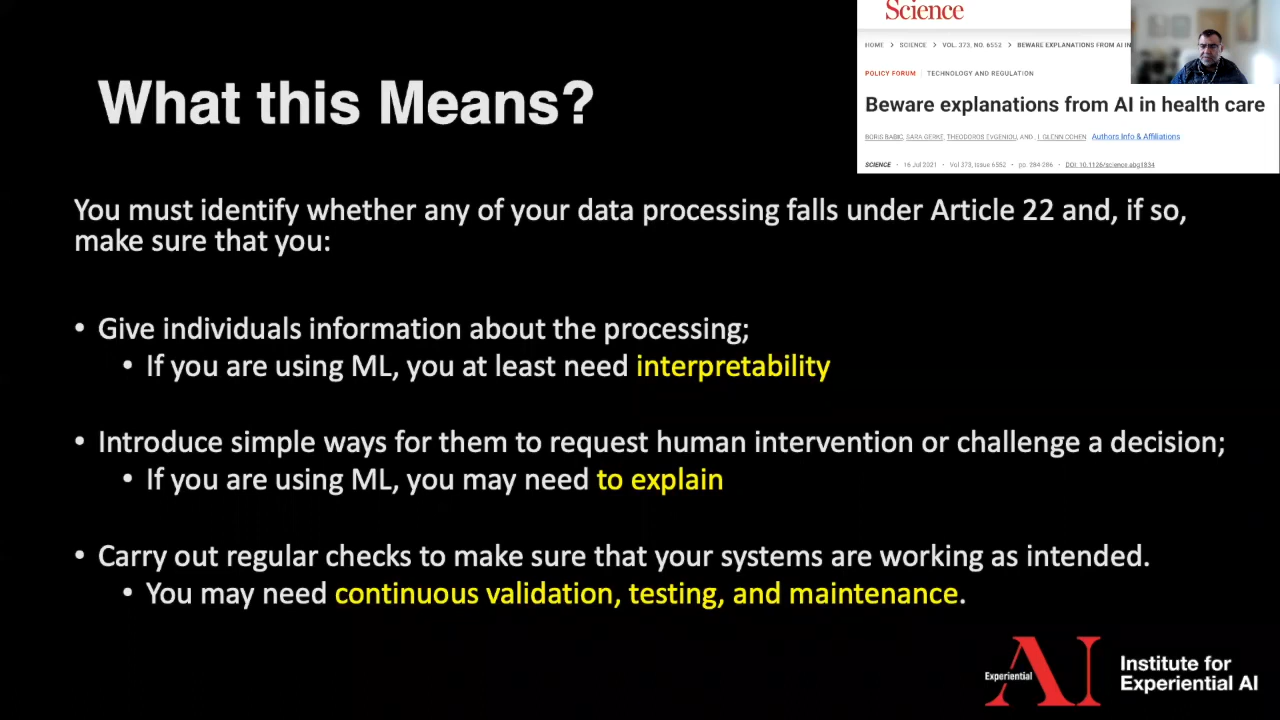 Science
HOME > SCIENCE > VOL. 373, NO. 6552 > BEWARE EXPLANATIONS FROM AI IN
POLICY FORUM | TECHNOLOGY AND REGULATION
Beware explanations from AI in health care
BORIS BABIC, SARA GERKE, THEODOROS EVGENIOU, AND I. GLENN COHEN Authors Info & Affiliations
SCIENCE • 16 Jul 2021 • Vol 373, Issue 6552 • pp. 284-286 • DOI: 10.1126/science.abg1834
What this Means?
You must identify whether any of your data processing falls under Article 22 and, if so,
make sure that you:
• Give individuals information about the processing;
• If you are using ML, you at least need interpretability
• Introduce simple ways for them to request human intervention or challenge a decision;
• If you are using ML, you may need to explain
• Carry out regular checks to make sure that your systems are working as intended.
• You may need continuous validation, testing, and maintenance.
Experiential AI
Institute for
Experiential AI